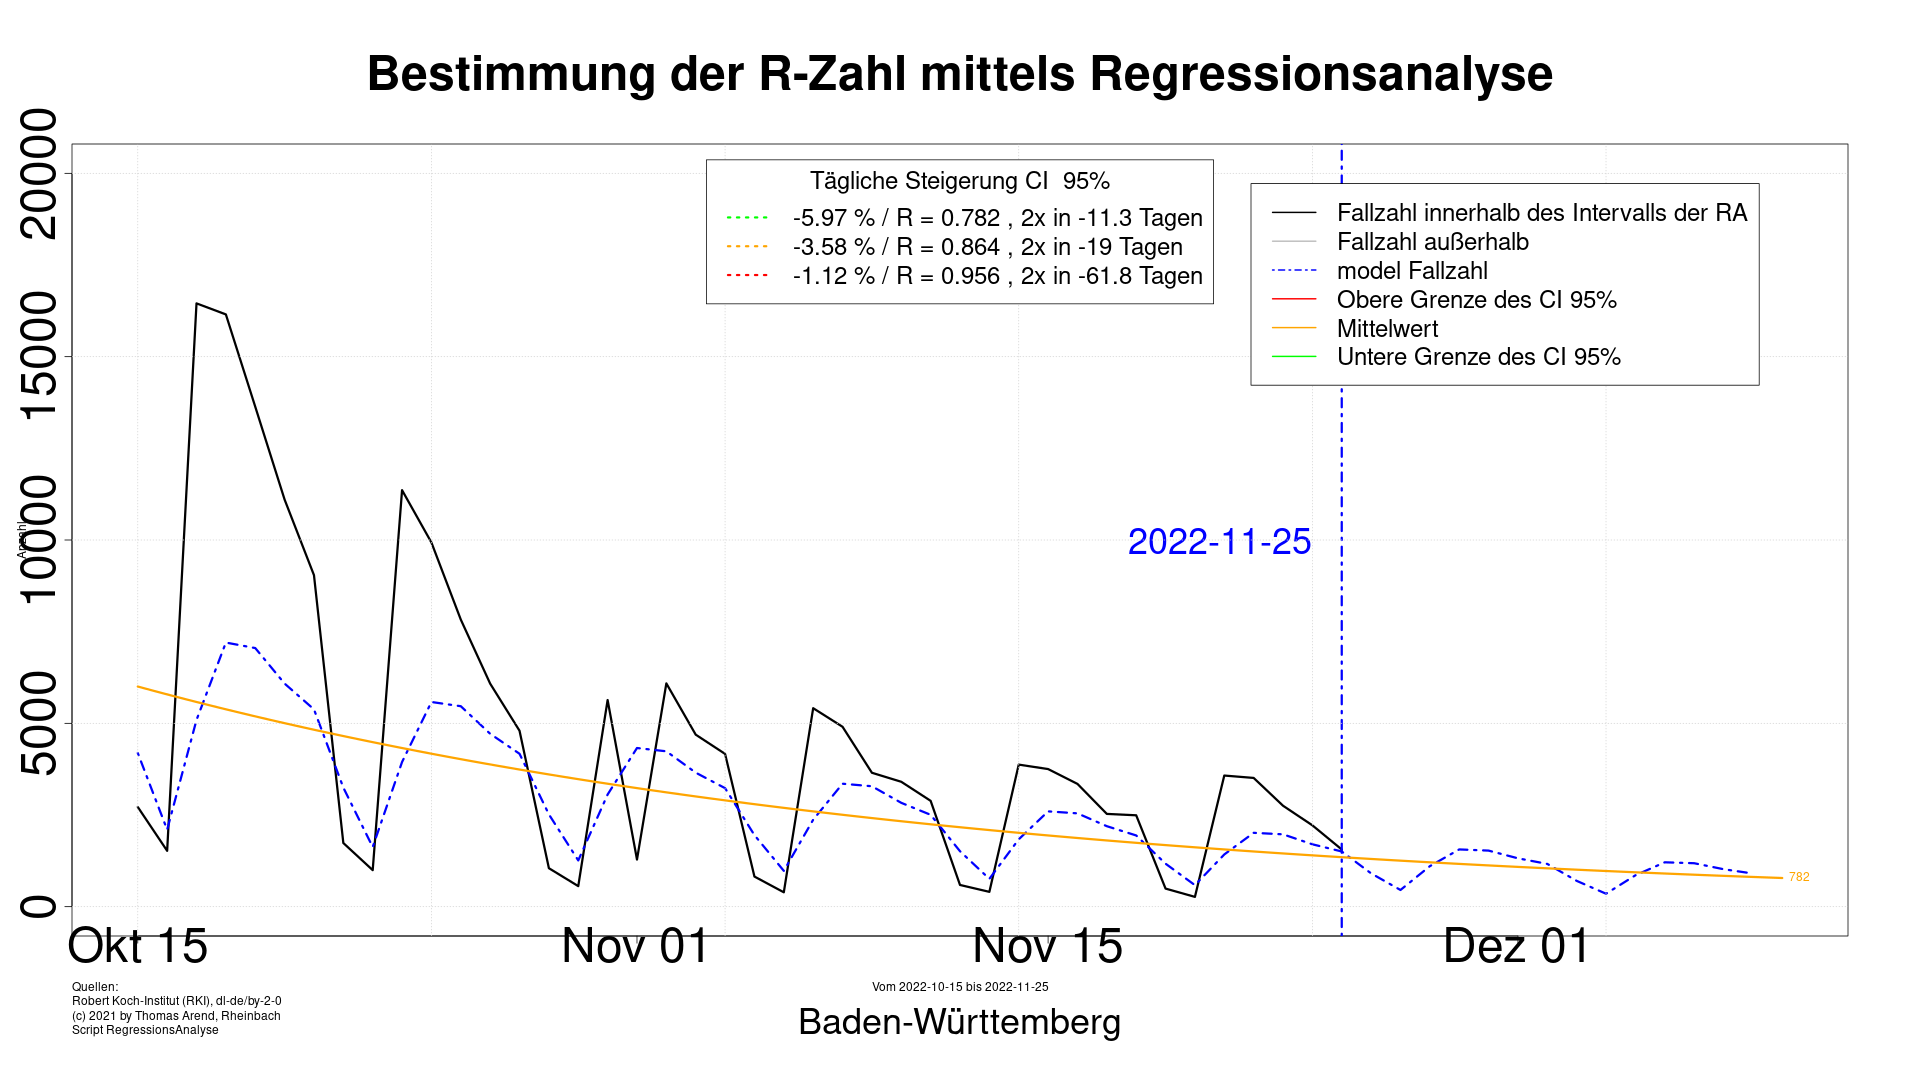 Bestimmung der R-Zahl mittels Regressionsanalyse
Anzahl
20000
15000
10000
5000
0
Tägliche Steigerung CI 95%
-5.97 % / R = 0.782 , 2x in -11.3 Tagen
-3.58 % / R = 0.864 , 2x in -19 Tagen
-1.12 % / R = 0.956 , 2x in -61.8 Tagen
Fallzahl innerhalb des Intervalls der RA
Fallzahl außerhalb
model Fallzahl
Obere Grenze des CI 95%
Mittelwert
Untere Grenze des CI 95%
2022-11-25
782
Okt 15
Nov 01
Nov 15
Dez 01
Quellen:
Robert Koch-Institut (RKI), dl-de/by-2-0
(c) 2021 by Thomas Arend, Rheinbach
Script RegressionsAnalyse
Vom 2022-10-15 bis 2022-11-25
Baden-Württemberg